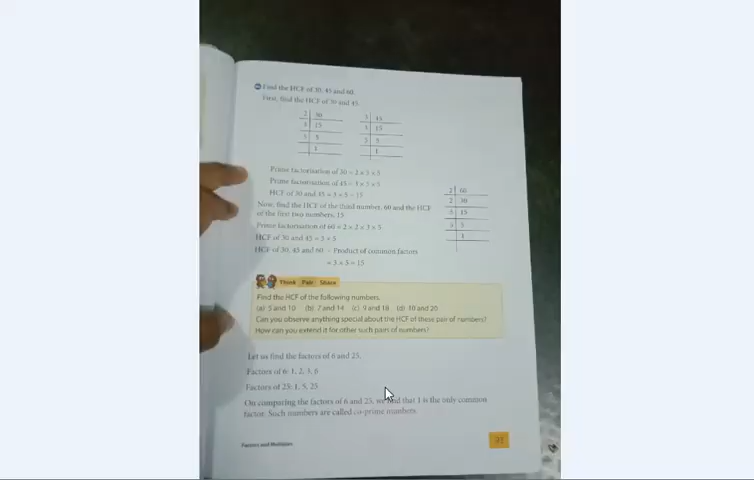 Find the HCF of 30, 45 and 60.
First, find the HCF of 30 and 45.
2 30
3 15
5 5
1
3 45
3 15
5 5
1
Prime factorisation of 30 = 2 × 3 × 5
Prime factorisation of 45 = 3 × 3 × 5
HCF of 30 and 45 = 3 × 5 = 15
2 60
2 30
3 15
5 5
1
Now, find the HCF of the third number, 60 and the HCF
of the first two numbers, 15
Prime factorisation of 60 = 2 × 2 × 3 × 5
HCF of 30 and 45 = 3 × 5
HCF of 30, 45 and 60 = Product of common factors
= 3 × 5 = 15
Think Pair Share
Find the HCF of the following numbers.
(a) 5 and 10 (b) 7 and 14 (c) 9 and 18 (d) 10 and 20
Can you observe anything special about the HCF of these pair of numbers?
How can you extend it for other such pairs of numbers?
Let us find the factors of 6 and 25.
Factors of 6: 1, 2, 3, 6
Factors of 25: 1, 5, 25
On comparing the factors of 6 and 25, we find that 1 is the only common
factor. Such numbers are called co-prime numbers.
Factors and Multiples